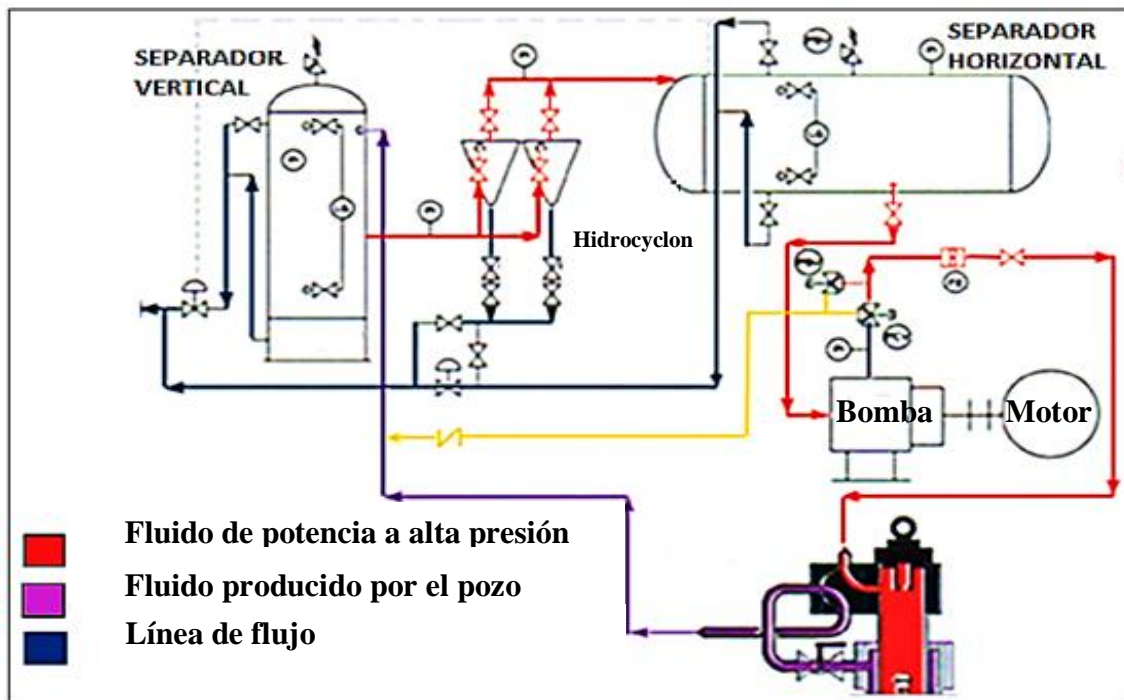 SEPARADOR
VERTICAL
SEPARADOR
HORIZONTAL
Hidrocyclon
Bomba
Motor
Fluido de potencia a alta presión
Fluido producido por el pozo
Línea de flujo